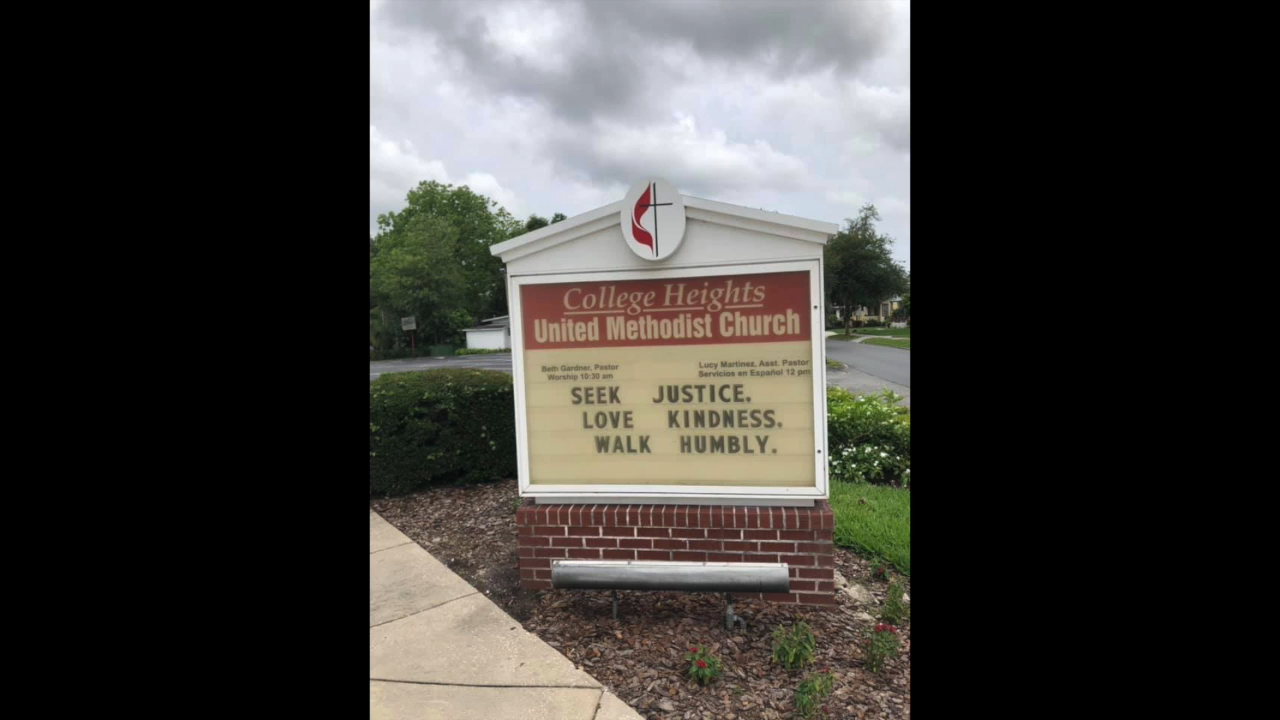 College Heights
United Methodist Church
Beth Gardner, Pastor
Worship 10:30 am
Lucy Martinez, Asst. Pastor
Servicios en Español 12 pm
SEEK JUSTICE.
LOVE KINDNESS.
WALK HUMBLY.